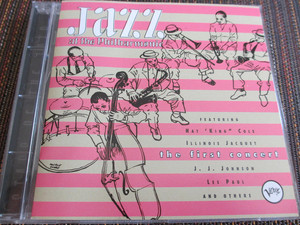 jazz
at the Philharmonic
FEATURING
NAT "KING" COLE
ILLINOIS JACQUET
the first concert
J. J. JOHNSON
LES PAUL
AND OTHERS
Verve